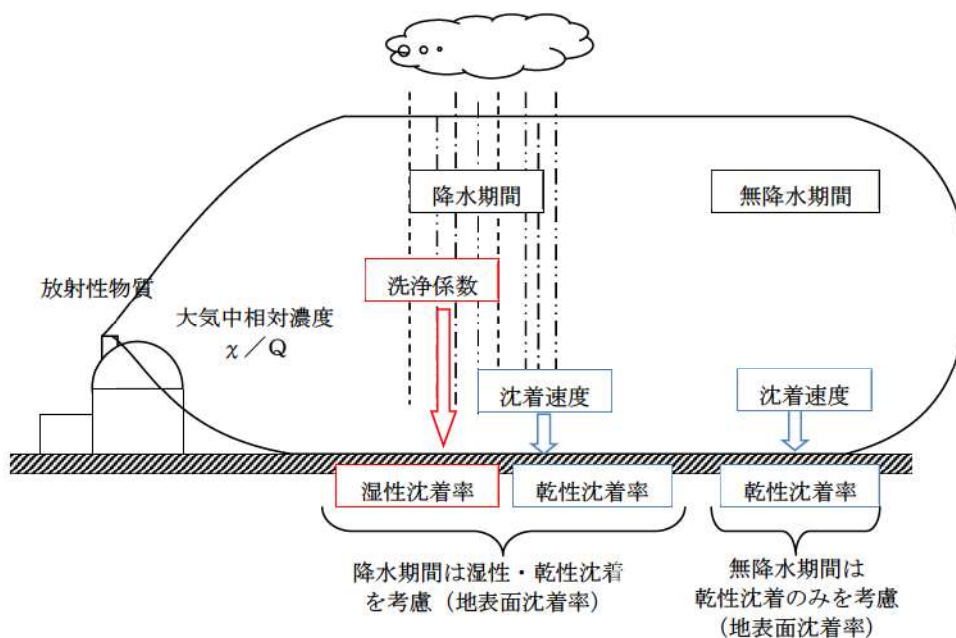 降水期間
無降水期間
洗浄係数
放射性物質
大気中相対濃度
χ／Q
沈着速度
沈着速度
湿性沈着率
乾性沈着率
乾性沈着率
降水期間は湿性・乾性沈着
を考慮（地表面沈着率）
無降水期間は
乾性沈着のみを考慮
（地表面沈着率）